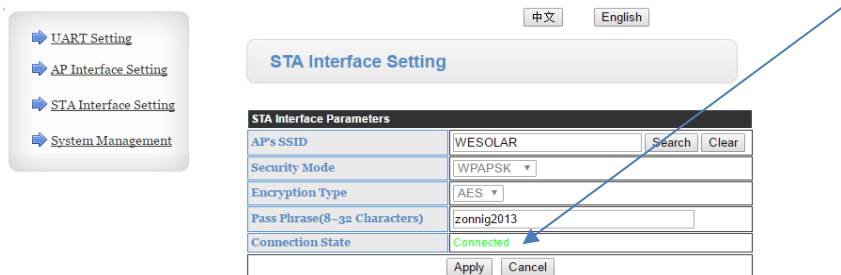 中文 English
UART Setting
AP Interface Setting
STA Interface Setting
System Management
STA Interface Setting
STA Interface Parameters
AP's SSID WESOLAR Search Clear
Security Mode WPAPSK
Encryption Type AES
Pass Phrase(8~32 Characters) zonnig2013
Connection State Connected
Apply Cancel